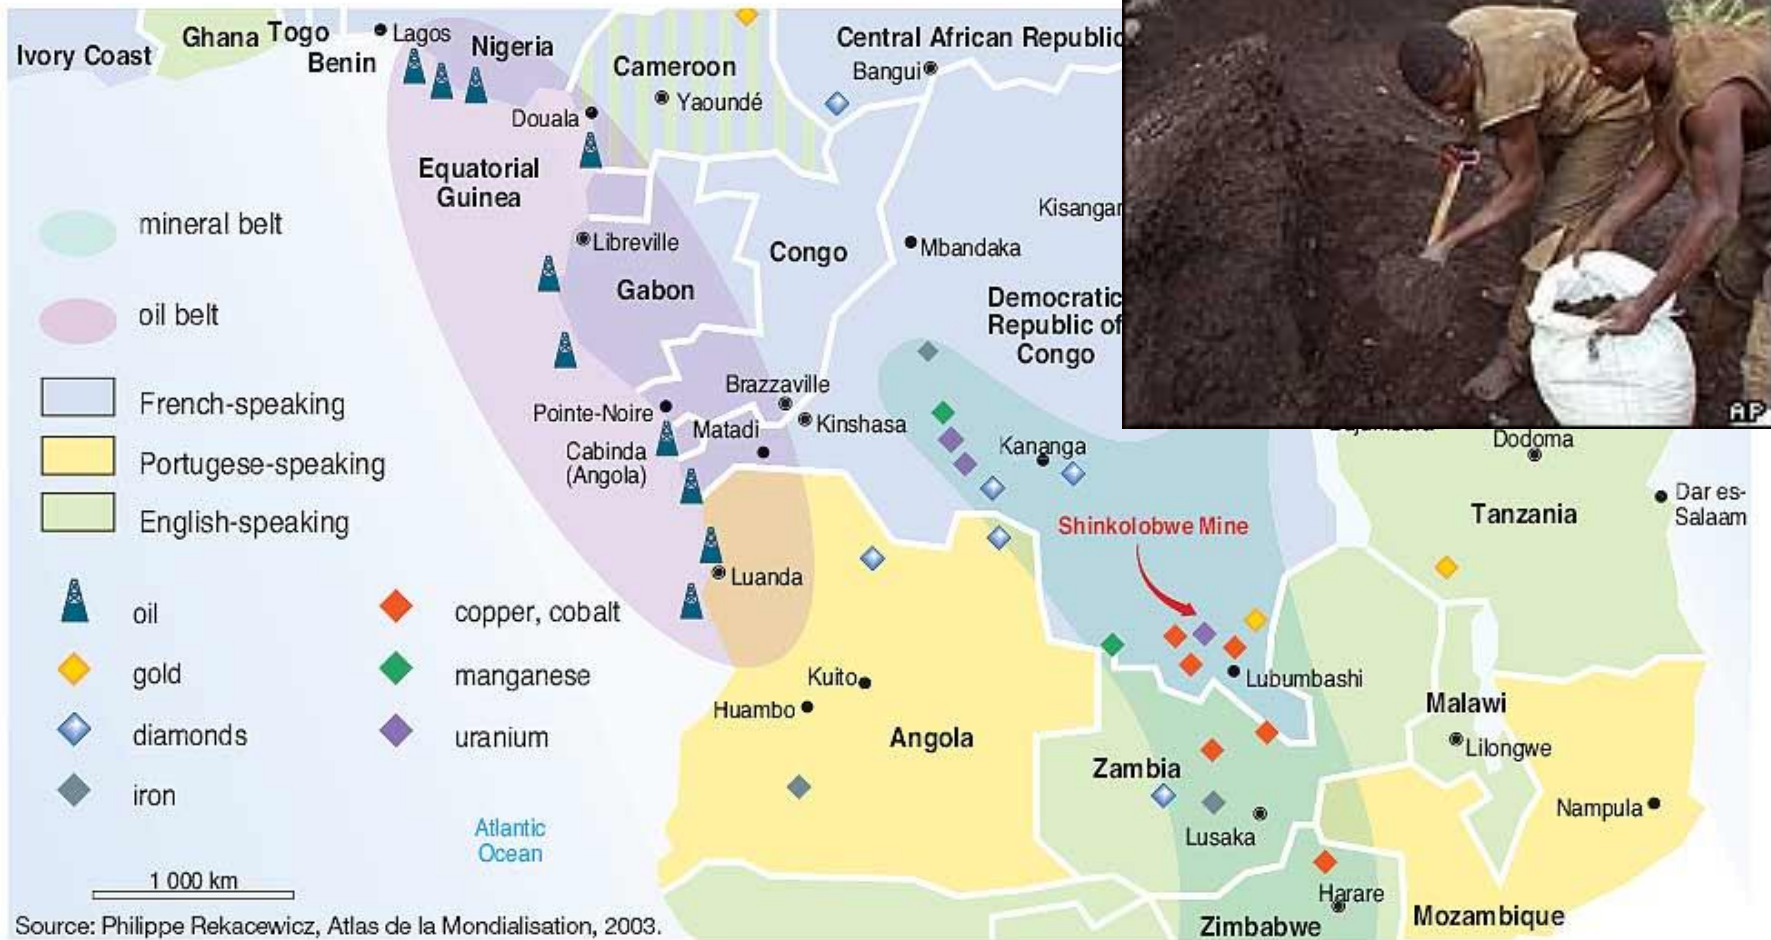 Ivory Coast
Ghana
Togo
Benin
Lagos
Nigeria
Cameroon
Yaoundé
Douala
Central African Republic
Bangui
Equatorial
Guinea
Libreville
Gabon
Congo
Mbandaka
Kisangan
Democratic
Republic of
Congo
mineral belt
oil belt
French-speaking
Portugese-speaking
English-speaking
Brazzaville
Kinshasa
Pointe-Noire
Matadi
Cabinda
(Angola)
Kananga
Dodoma
Dar es-
Salaam
Tanzania
Shinkolobwe Mine
Luanda
oil
gold
diamonds
iron
copper, cobalt
manganese
uranium
Lubumbashi
Kuito
Huambo
Angola
Malawi
Lilongwe
Zambia
Lusaka
Nampula
Atlantic
Ocean
1 000 km
Harare
Zimbabwe
Mozambique
Source: Philippe Rekacewicz, Atlas de la Mondialisation, 2003.
AP